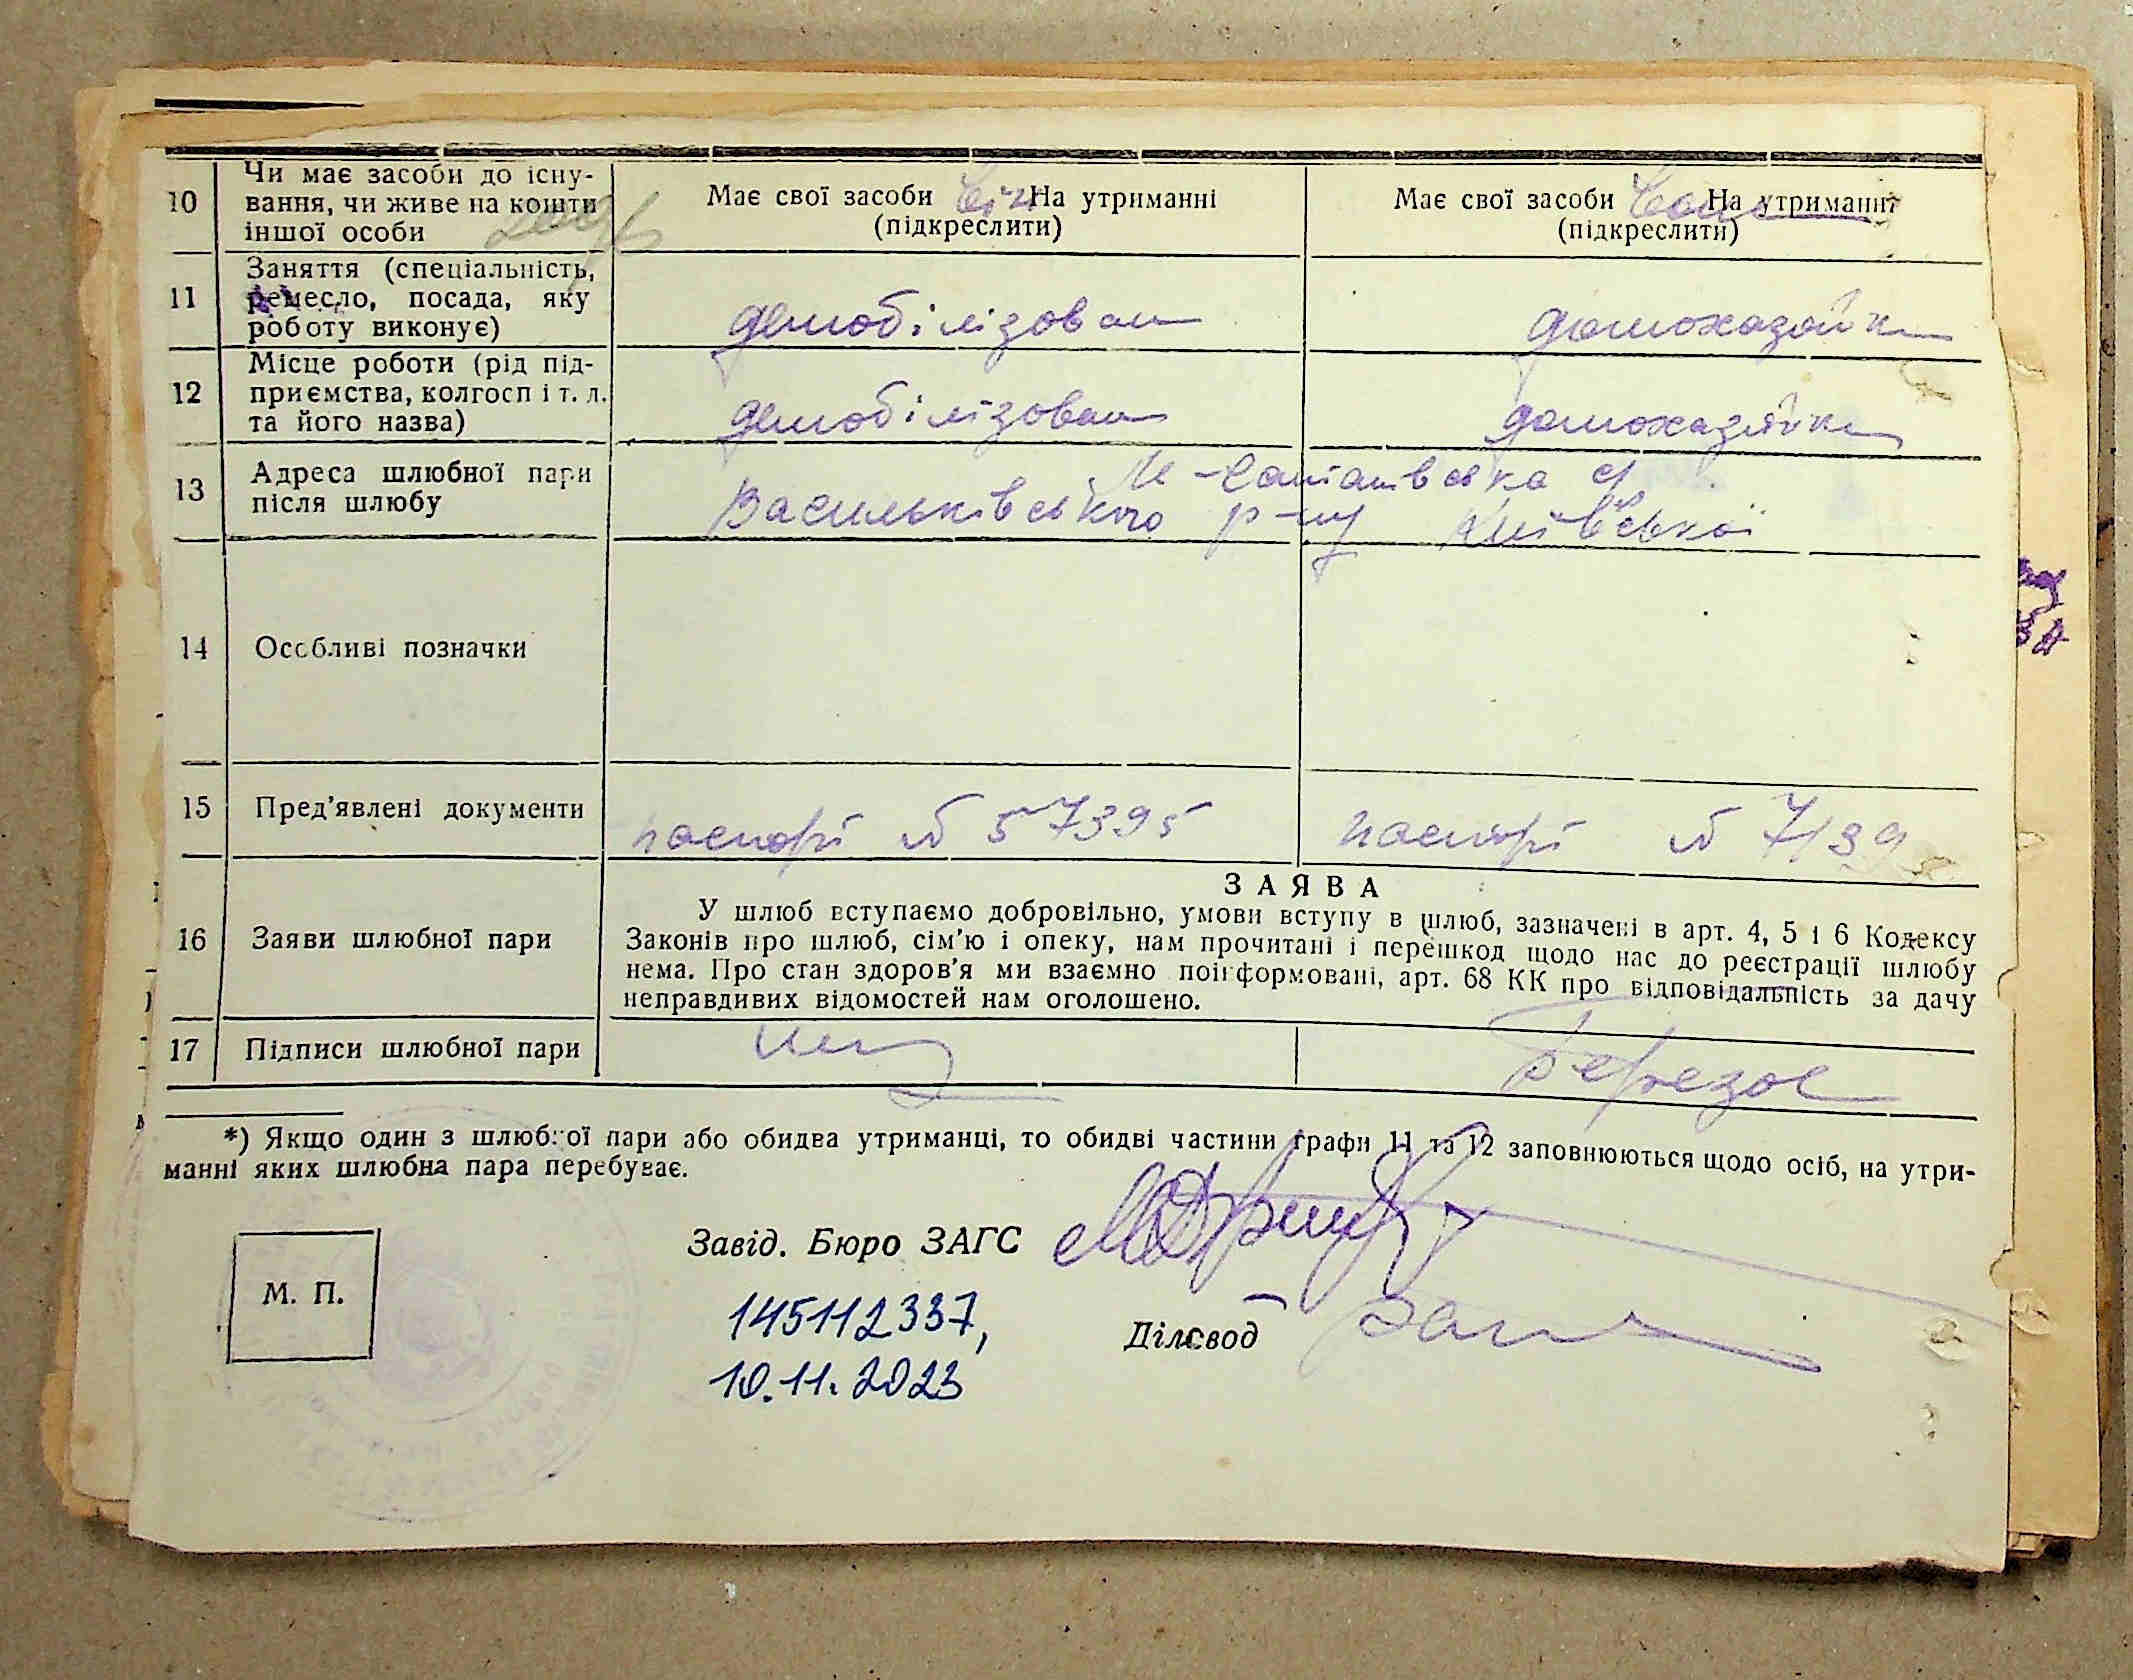 10 Чи має засоби до існу-
вання, чи живе на кошти
іншої особи
Має свої засоби На утриманні
(підкреслити)
Має свої засоби На утриманні
(підкреслити)
11 Заняття (спеціальність,
ремесло, посада, яку
роботу виконує)
демобілізован
домохазяйка
12 Місце роботи (рід під-
приємства, колгосп і т. л.
та його назва)
демобілізован
домохазяйка
13 Адреса шлюбної пари
після шлюбу
Васильківського р-ну Київської
14 Особливі позначки
15 Пред'явлені документи
паспорт № 57395
паспорт № 7139
16 Заяви шлюбної пари
ЗАЯВА
У шлюб вступаємо добровільно, умови вступу в шлюб, зазначені в арт. 4, 5 і 6 Кодексу
Законів про шлюб, сім'ю і опеку, нам прочитані і перешкод щодо нас до реєстрації шлюбу
нема. Про стан здоров'я ми взаємно поінформовані, арт. 68 КК про відповідальність за дачу
неправдивих відомостей нам оголошено.
17 Підписи шлюбної пари
*) Якщо один з шлюбної пари або обидва утриманці, то обидві частини графи 11 та 12 заповнюються щодо осіб, на утри-
манні яких шлюбна пара перебуває.
Завід. Бюро ЗАГС
М. П.
145112337,
Діловод
10.11.2023